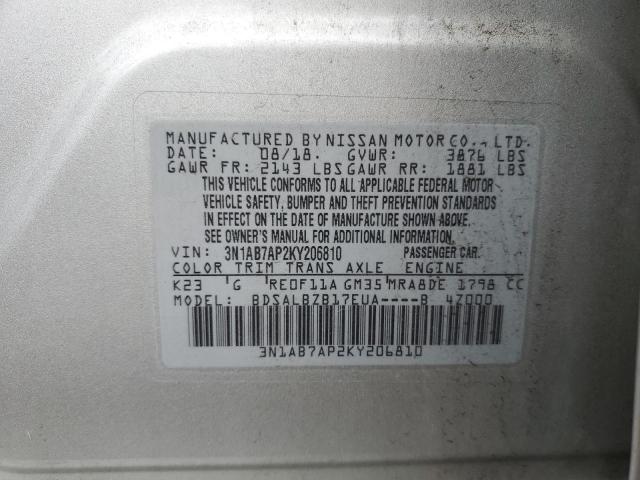 MANUFACTURED BY NISSAN MOTOR CO., LTD.
DATE: 08/18. GVWR: 3876 LBS
GAWR FR: 2143 LBS GAWR RR: 1881 LBS
THIS VEHICLE CONFORMS TO ALL APPLICABLE FEDERAL MOTOR
VEHICLE SAFETY, BUMPER AND THEFT PREVENTION STANDARDS
IN EFFECT ON THE DATE OF MANUFACTURE SHOWN ABOVE.
SEE OWNER'S MANUAL FOR ADDITIONAL INFORMATION.
VIN: 3N1AB7AP2KY206810 PASSENGER CAR.
COLOR TRIM TRANS AXLE ENGINE
K23 G RE0F11A GM35 MRA8DE 1798 CC
MODEL: BDSALBZB17EUA----B 4Z000
3N1AB7AP2KY206810